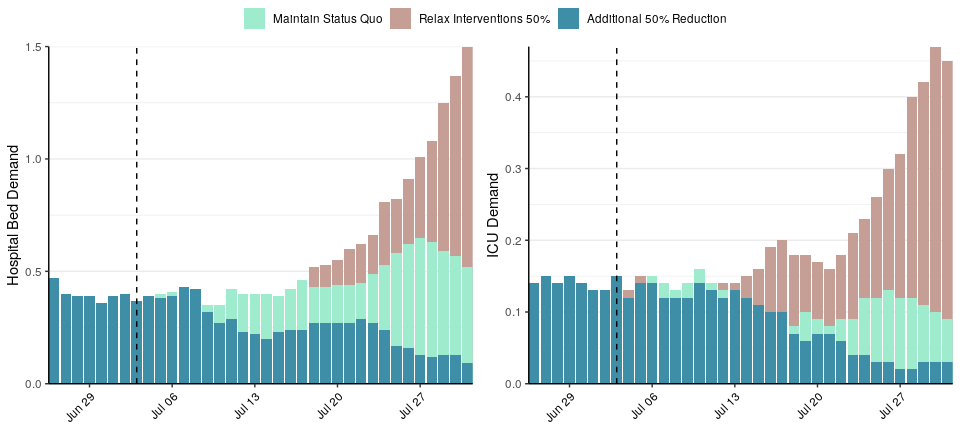 Maintain Status Quo Relax Interventions 50% Additional 50% Reduction
Hospital Bed Demand
1.5
1.0
0.5
0.0
Jun 29 Jul 06 Jul 13 Jul 20 Jul 27
ICU Demand
0.4
0.3
0.2
0.1
0.0
Jun 29 Jul 06 Jul 13 Jul 20 Jul 27